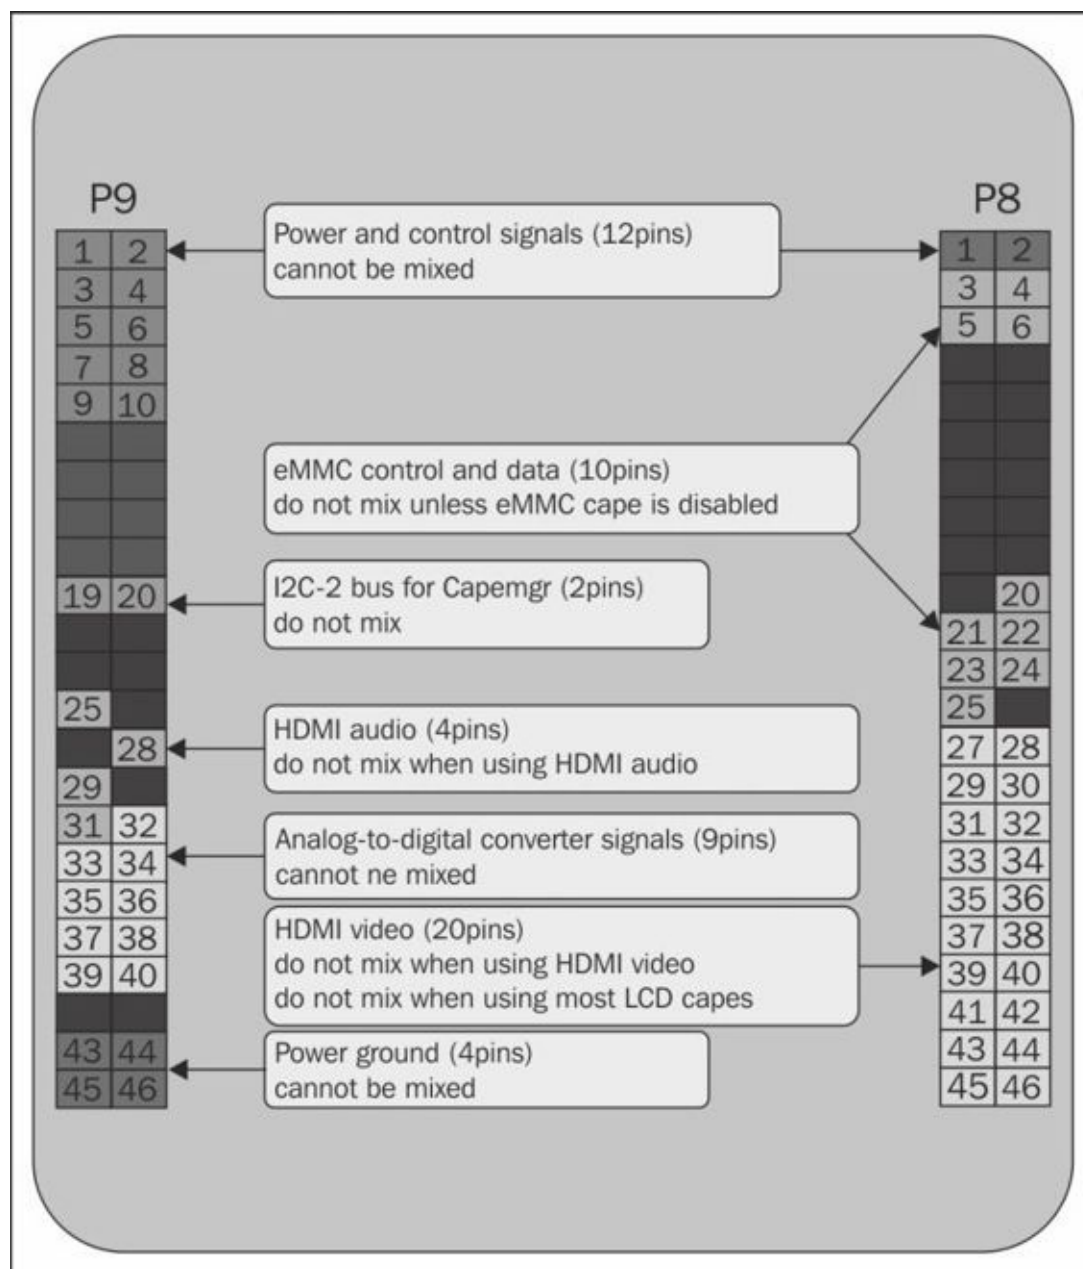 P9
P8
Power and control signals (12pins)
cannot be mixed
1 2
3 4
5 6
7 8
9 10
19 20
25
28
29
31 32
33 34
35 36
37 38
39 40
43 44
45 46
eMMC control and data (10pins)
do not mix unless eMMC cape is disabled
I2C-2 bus for Capemgr (2pins)
do not mix
HDMI audio (4pins)
do not mix when using HDMI audio
Analog-to-digital converter signals (9pins)
cannot ne mixed
HDMI video (20pins)
do not mix when using HDMI video
do not mix when using most LCD capes
Power ground (4pins)
cannot be mixed
1 2
3 4
5 6
20
21 22
23 24
25
27 28
29 30
31 32
33 34
35 36
37 38
39 40
41 42
43 44
45 46